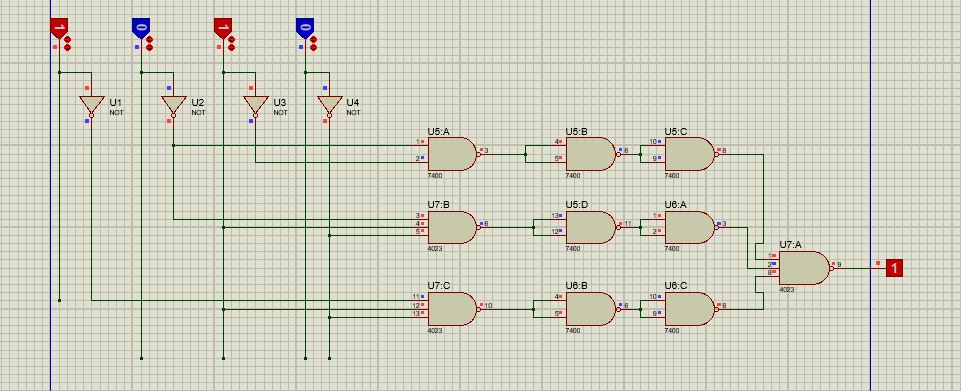 1 0 1 0
U1 U2 U3 U4
NOT NOT NOT NOT
U5:A U5:B U5:C
1 3 4 6 10 8
2 5 9
7400 7400 7400
U7:B U5:D U6:A
3 13 1
4 6 11 3
5 12 2
4023 7400 7400
U7:A
1
2 9 1
8
4023
U7:C U6:B U6:C
11 4 10
12 10 6 8
13 5 9
4023 7400 7400